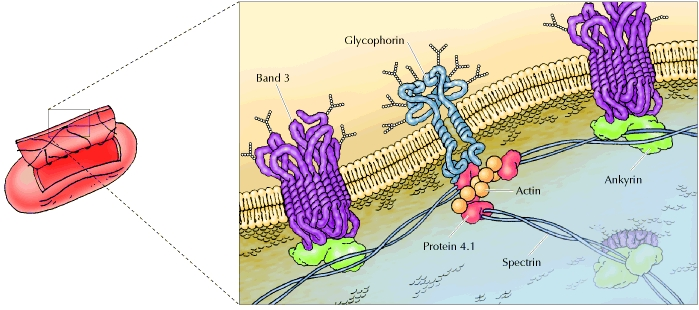 Glycophorin
Band 3
Ankyrin
Actin
Protein 4.1
Spectrin